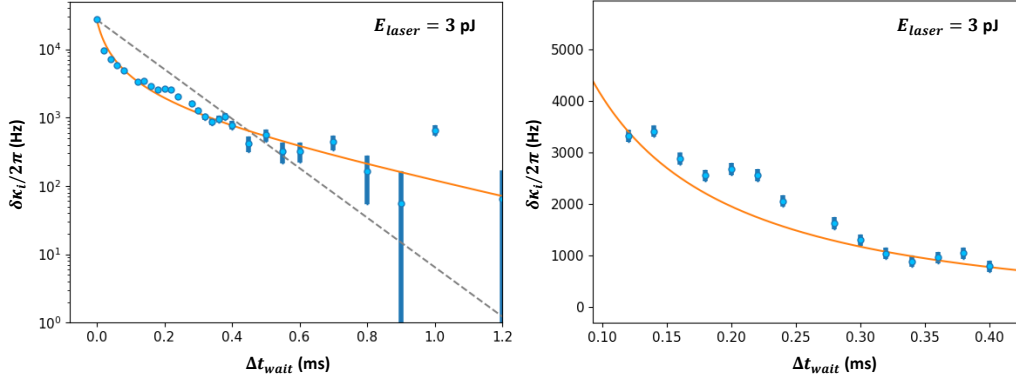 E_laser = 3 pJ
δκ_i/2π (Hz)
10^4
10^3
10^2
10^1
10^0
0.0 0.2 0.4 0.6 0.8 1.0 1.2
Δt_wait (ms)
E_laser = 3 pJ
δκ_i/2π (Hz)
5000
4000
3000
2000
1000
0
0.10 0.15 0.20 0.25 0.30 0.35 0.40
Δt_wait (ms)